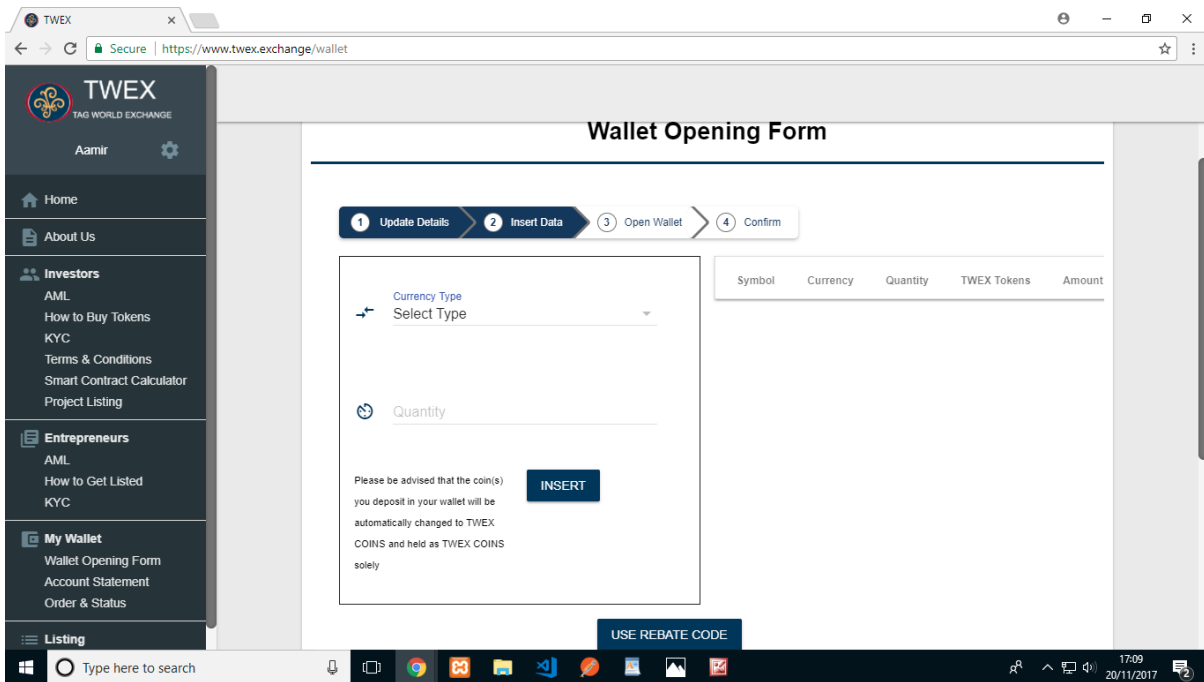 TWEX
Secure | https://www.twex.exchange/wallet
TWEX
TAG WORLD EXCHANGE
Aamir
Home
About Us
Investors
AML
How to Buy Tokens
KYC
Terms & Conditions
Smart Contract Calculator
Project Listing
Entrepreneurs
AML
How to Get Listed
KYC
My Wallet
Wallet Opening Form
Account Statement
Order & Status
Listing
Wallet Opening Form
1 Update Details 2 Insert Data 3 Open Wallet 4 Confirm
Currency Type
Select Type
Quantity
Please be advised that the coin(s)
you deposit in your wallet will be
automatically changed to TWEX
COINS and held as TWEX COINS
solely
INSERT
Symbol Currency Quantity TWEX Tokens Amount
USE REBATE CODE
Type here to search
17:09
20/11/2017
2